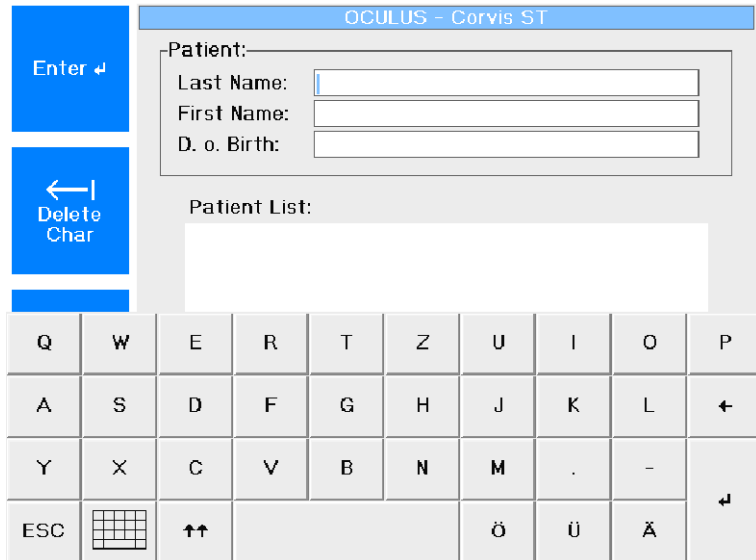 OCULUS - Corvis ST
Enter ↵
Patient:
Last Name:
First Name:
D. o. Birth:
Delete
Char
Patient List:
Q W E R T Z U I O P
A S D F G H J K L ←
Y X C V B N M . -
ESC ↑↑ Ö Ü Ä ↵